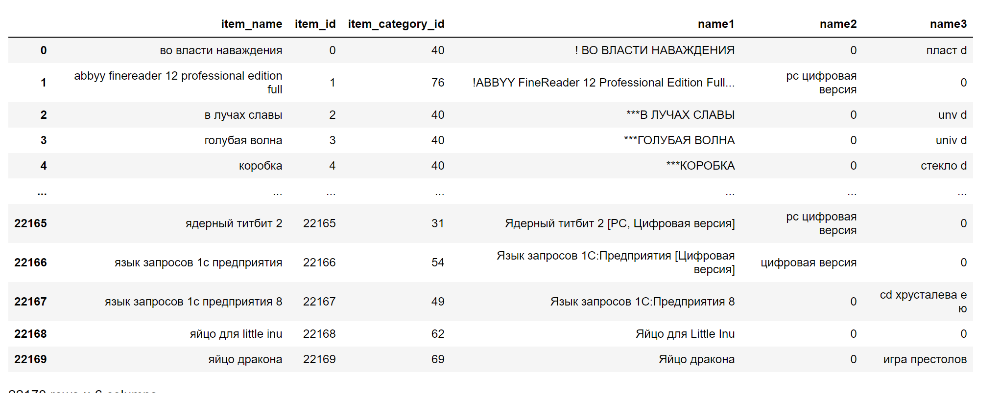 item_name item_id item_category_id name1 name2 name3
0 во власти наваждения 0 40 ! ВО ВЛАСТИ НАВАЖДЕНИЯ 0 пласт d
1 abbyy finereader 12 professional edition full 1 76 !ABBYY FineReader 12 Professional Edition Full... pc цифровая версия 0
2 в лучах славы 2 40 ***В ЛУЧАХ СЛАВЫ 0 unv d
3 голубая волна 3 40 ***ГОЛУБАЯ ВОЛНА 0 univ d
4 коробка 4 40 ***КОРОБКА 0 стекло d
... ... ... ... ... ... ...
22165 ядерный титбит 2 22165 31 Ядерный титбит 2 [PC, Цифровая версия] pc цифровая версия 0
22166 язык запросов 1с предприятия 22166 54 Язык запросов 1С:Предприятия [Цифровая версия] цифровая версия 0
22167 язык запросов 1с предприятия 8 22167 49 Язык запросов 1С:Предприятия 8 0 cd хрусталева е ю
22168 яйцо для little inu 22168 62 Яйцо для Little Inu 0 0
22169 яйцо дракона 22169 69 Яйцо дракона 0 игра престолов
22170 rows × 6 columns